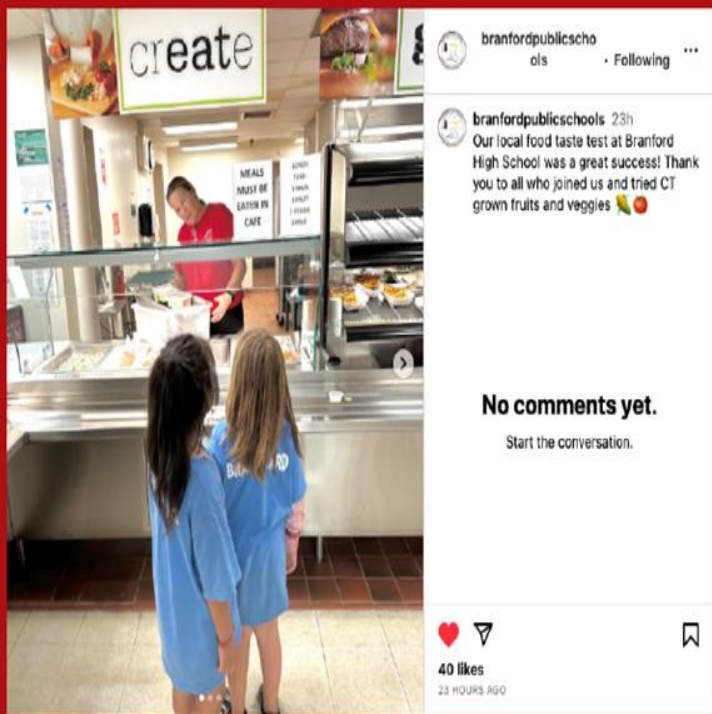 create
MEALS
MUST BE
EATEN IN
CAFE
BRANFORD
branfordpublicscho
ols
• Following
branfordpublicschools 23h
Our local food taste test at Branford
High School was a great success! Thank
you to all who joined us and tried CT
grown fruits and veggies 🌽🍅
No comments yet.
Start the conversation.
40 likes
23 HOURS AGO